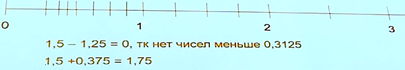 0 1 2 3
1,5 – 1,25 = 0, тк нет чисел меньше 0,3125
1,5 +0,375 = 1,75